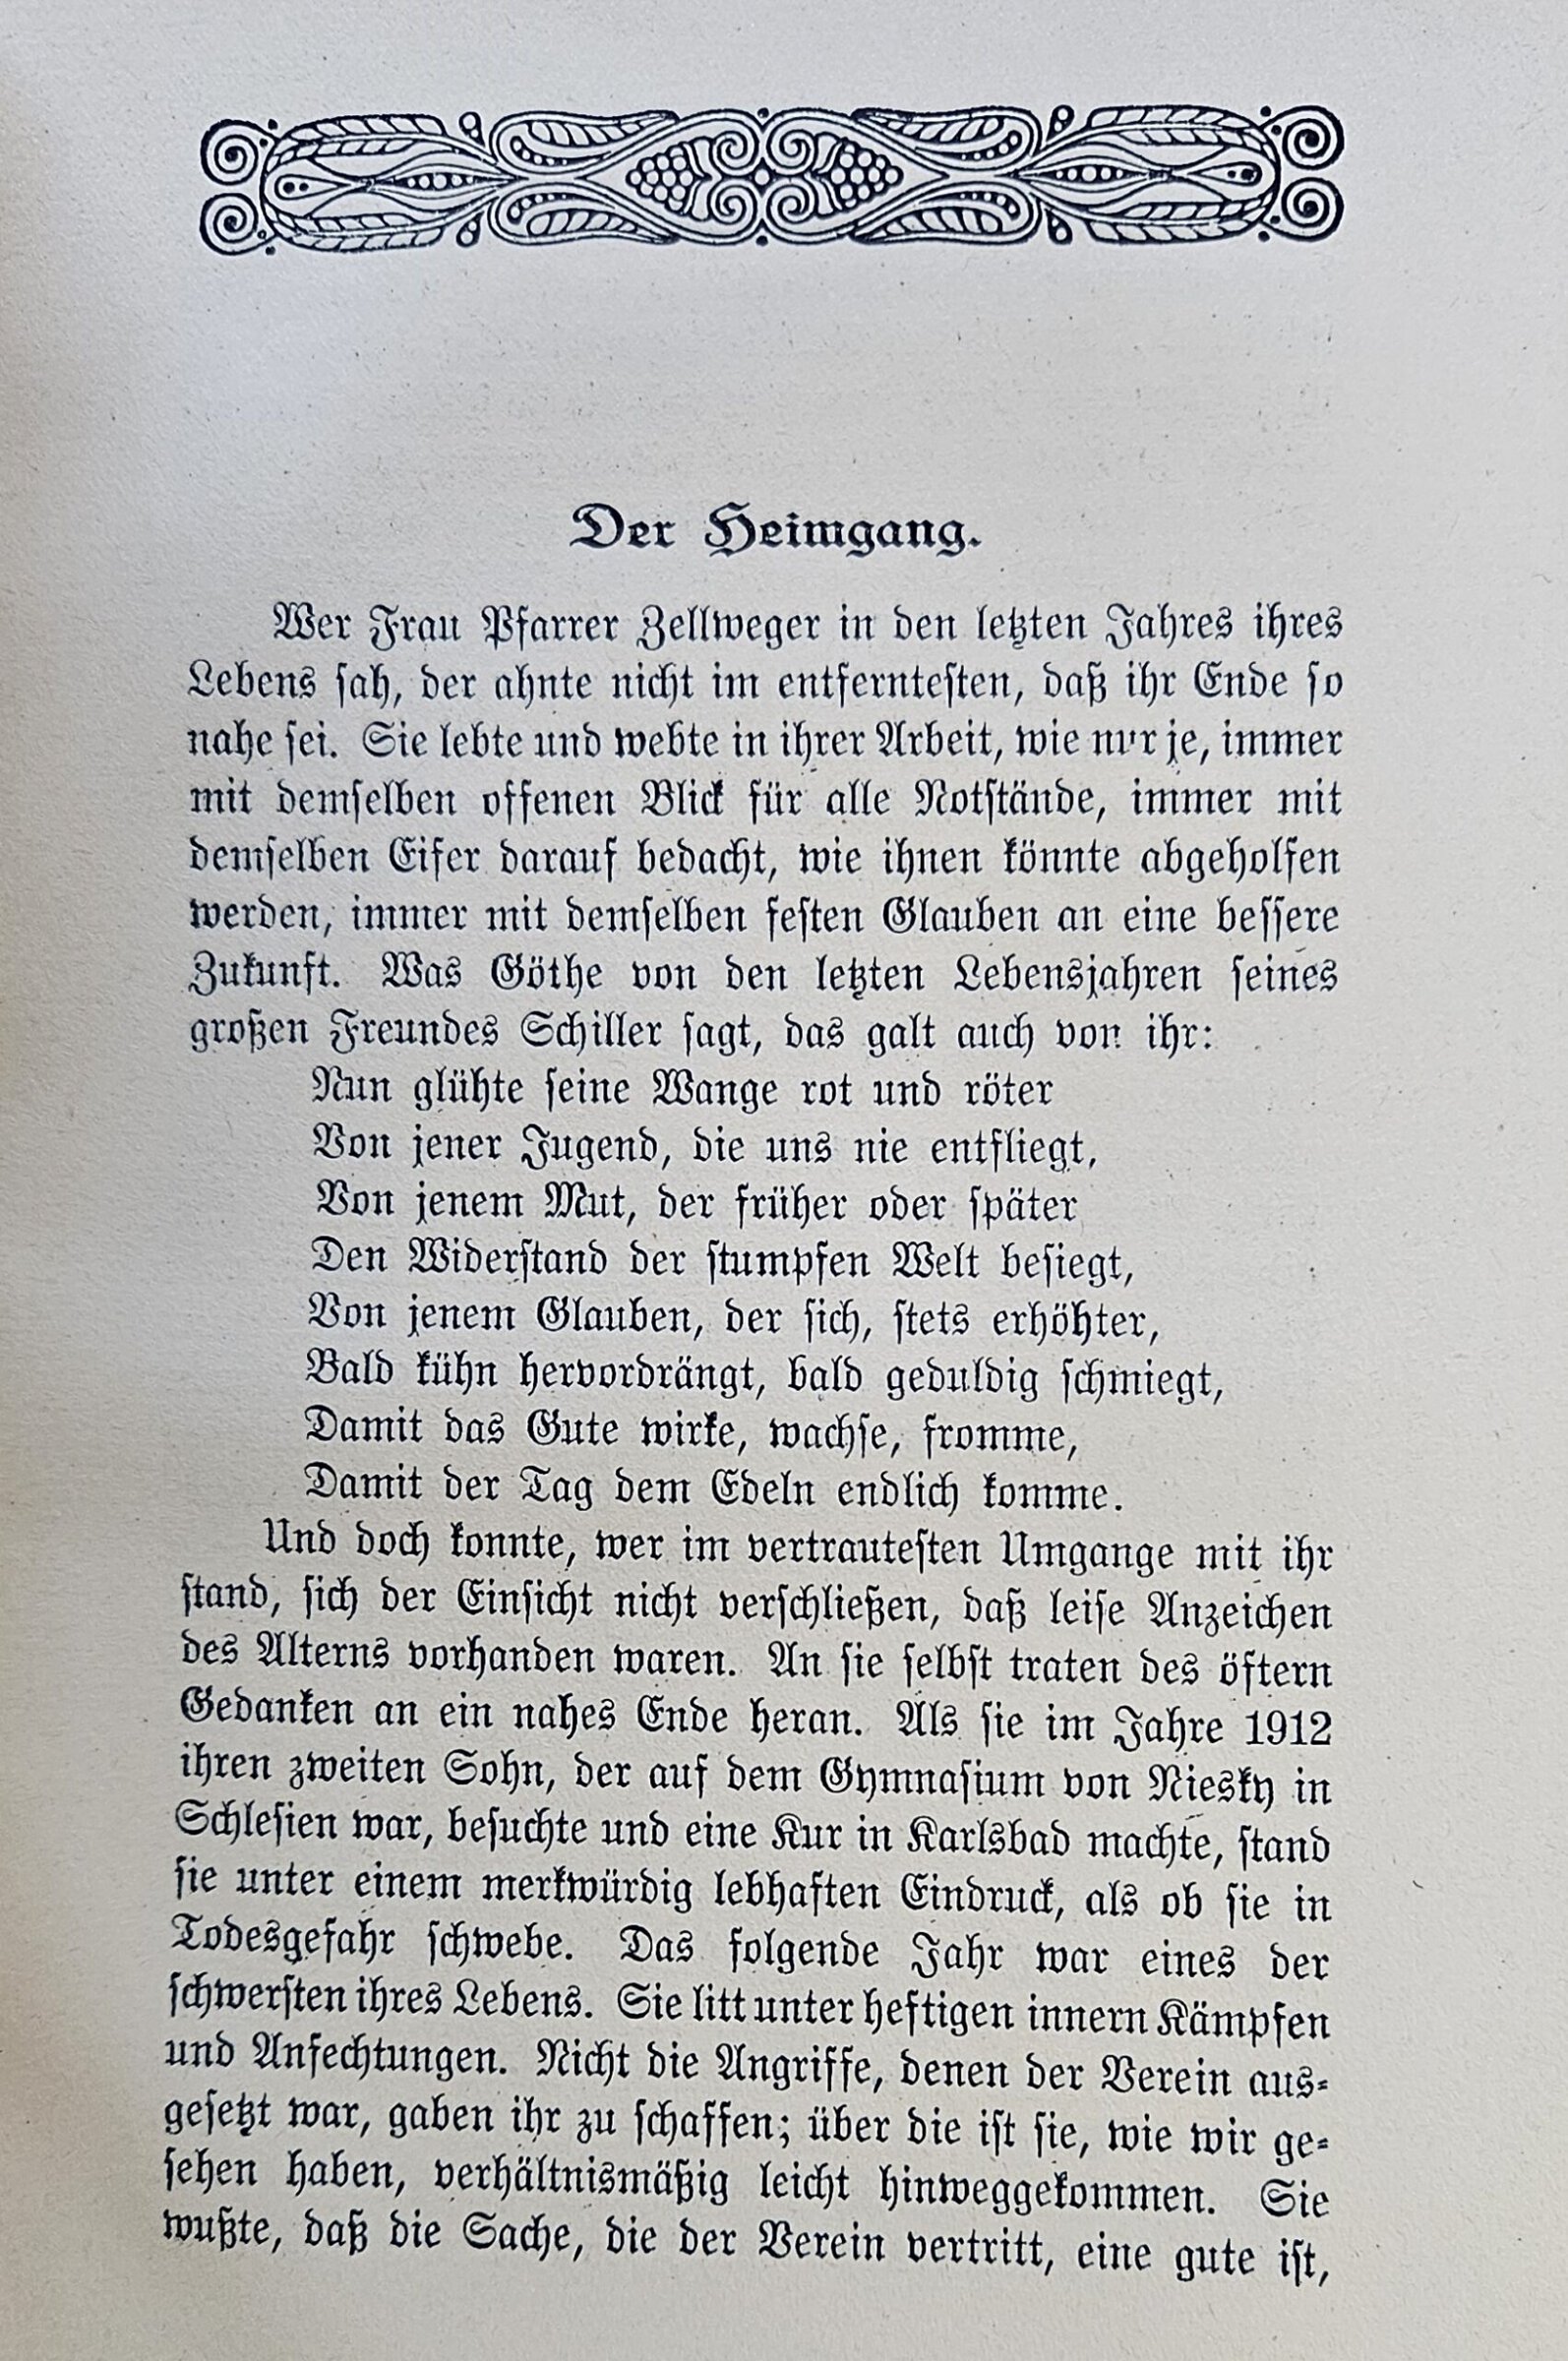 Der Heimgang.
Wer Frau Pfarrer Zellweger in den letzten Jahres ihres
Lebens sah, der ahnte nicht im entferntesten, daß ihr Ende so
nahe sei. Sie lebte und webte in ihrer Arbeit, wie nur je, immer
mit demselben offenen Blick für alle Notstände, immer mit
demselben Eifer darauf bedacht, wie ihnen könnte abgeholfen
werden, immer mit demselben festen Glauben an eine bessere
Zukunft. Was Göthe von den letzten Lebensjahren seines
großen Freundes Schiller sagt, das galt auch von ihr:
Nun glühte seine Wange rot und röter
Von jener Jugend, die uns nie entfliegt,
Von jenem Mut, der früher oder später
Den Widerstand der stumpfen Welt besiegt,
Von jenem Glauben, der sich, stets erhöhter,
Bald kühn hervordrängt, bald geduldig schmiegt,
Damit das Gute wirke, wachse, fromme,
Damit der Tag dem Edeln endlich komme.
Und doch konnte, wer im vertrautesten Umgange mit ihr
stand, sich der Einsicht nicht verschließen, daß leise Anzeichen
des Alterns vorhanden waren. An sie selbst traten des öftern
Gedanken an ein nahes Ende heran. Als sie im Jahre 1912
ihren zweiten Sohn, der auf dem Gymnasium von Niesky in
Schlesien war, besuchte und eine Kur in Karlsbad machte, stand
sie unter einem merkwürdig lebhaften Eindruck, als ob sie in
Todesgefahr schwebe. Das folgende Jahr war eines der
schwersten ihres Lebens. Sie litt unter heftigen innern Kämpfen
und Anfechtungen. Nicht die Angriffe, denen der Verein aus-
gesetzt war, gaben ihr zu schaffen; über die ist sie, wie wir ge-
sehen haben, verhältnismäßig leicht hinweggekommen. Sie
wußte, daß die Sache, die der Verein vertritt, eine gute ist,